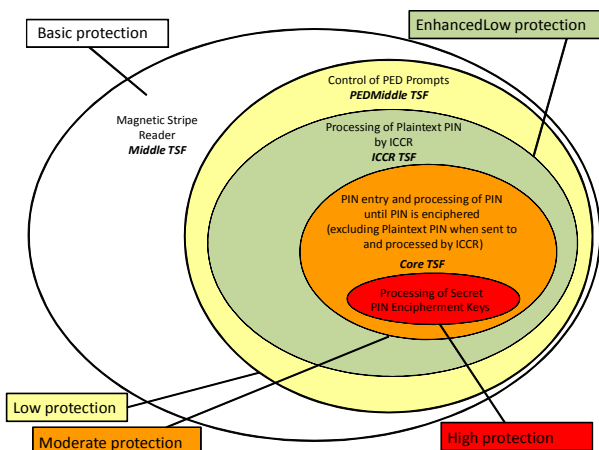 Basic protection
EnhancedLow protection
Control of PED Prompts
PEDMiddle TSF
Magnetic Stripe
Reader
Middle TSF
Processing of Plaintext PIN
by ICCR
ICCR TSF
PIN entry and processing of PIN
until PIN is enciphered
(excluding Plaintext PIN when sent to
and processed by ICCR)
Core TSF
Processing of Secret
PIN Encipherment Keys
Low protection
Moderate protection
High protection